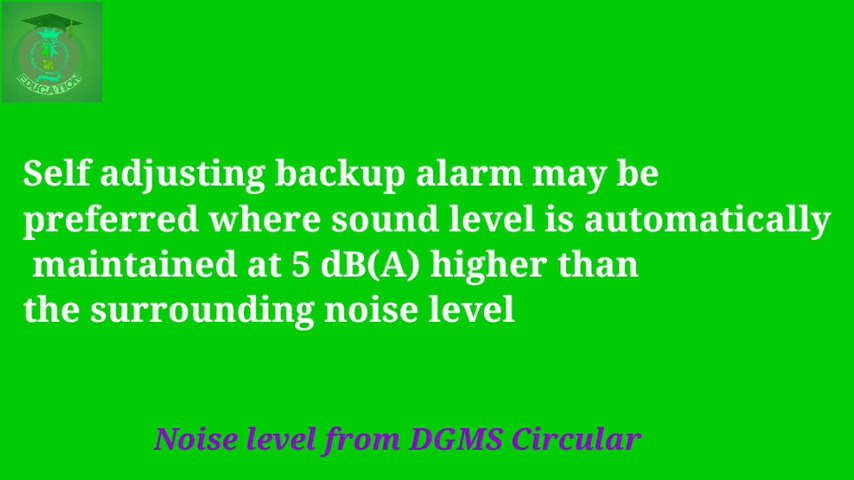 EDUCATION
Self adjusting backup alarm may be
preferred where sound level is automatically
maintained at 5 dB(A) higher than
the surrounding noise level
Noise level from DGMS Circular